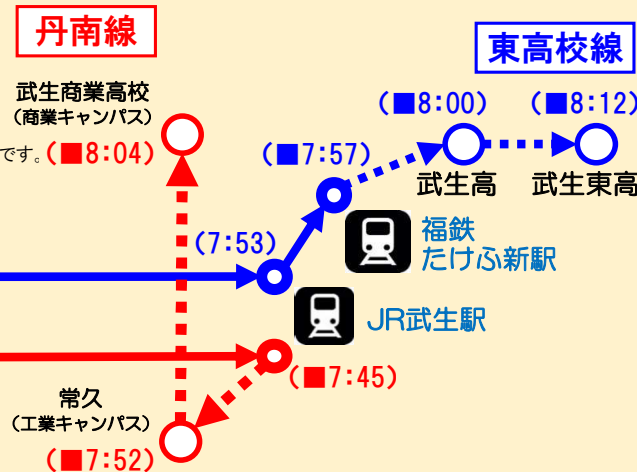 丹南線
東高校線
武生商業高校
(商業キャンパス)
です。
(■8:04)
(■8:00)
(■8:12)
(■7:57)
武生高
武生東高
(7:53)
福鉄
たけふ新駅
JR武生駅
(■7:45)
常久
(工業キャンパス)
(■7:52)